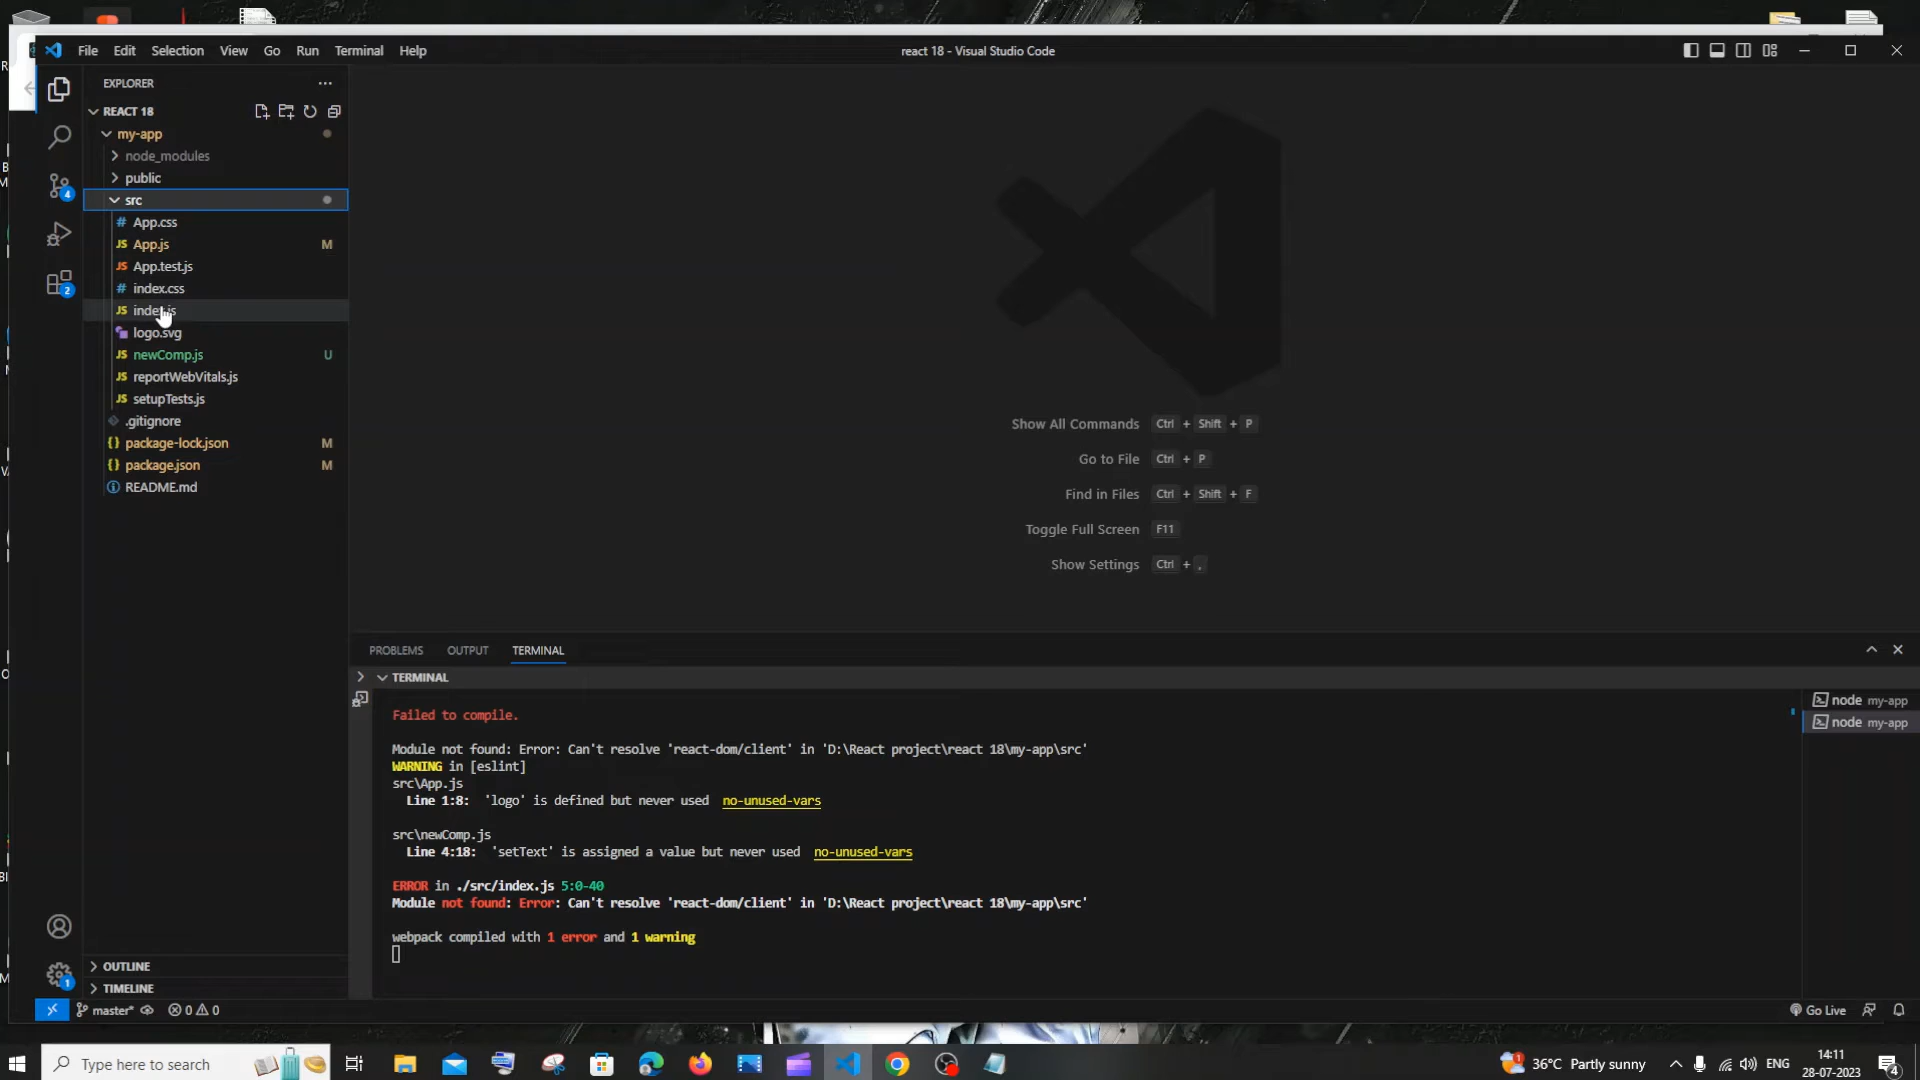 File Edit Selection View Go Run Terminal Help
react 18 - Visual Studio Code
EXPLORER
REACT 18
my-app
node_modules
public
src
App.css
App.js M
App.test.js
index.css
index.js
logo.svg
newComp.js U
reportWebVitals.js
setupTests.js
.gitignore
package-lock.json M
package.json M
README.md
OUTLINE
TIMELINE
4
2
1
Show All Commands Ctrl + Shift + P
Go to File Ctrl + P
Find in Files Ctrl + Shift + F
Toggle Full Screen F11
Show Settings Ctrl + ,
PROBLEMS OUTPUT TERMINAL
TERMINAL
Failed to compile.
Module not found: Error: Can't resolve 'react-dom/client' in 'D:\React project\react 18\my-app\src'
WARNING in [eslint]
src\App.js
Line 1:8: 'logo' is defined but never used no-unused-vars
src\newComp.js
Line 4:18: 'setText' is assigned a value but never used no-unused-vars
ERROR in ./src/index.js 5:0-40
Module not found: Error: Can't resolve 'react-dom/client' in 'D:\React project\react 18\my-app\src'
webpack compiled with 1 error and 1 warning
node my-app
node my-app
master* 0 0
Go Live
Type here to search
36°C Partly sunny
ENG
14:11
28-07-2023
4